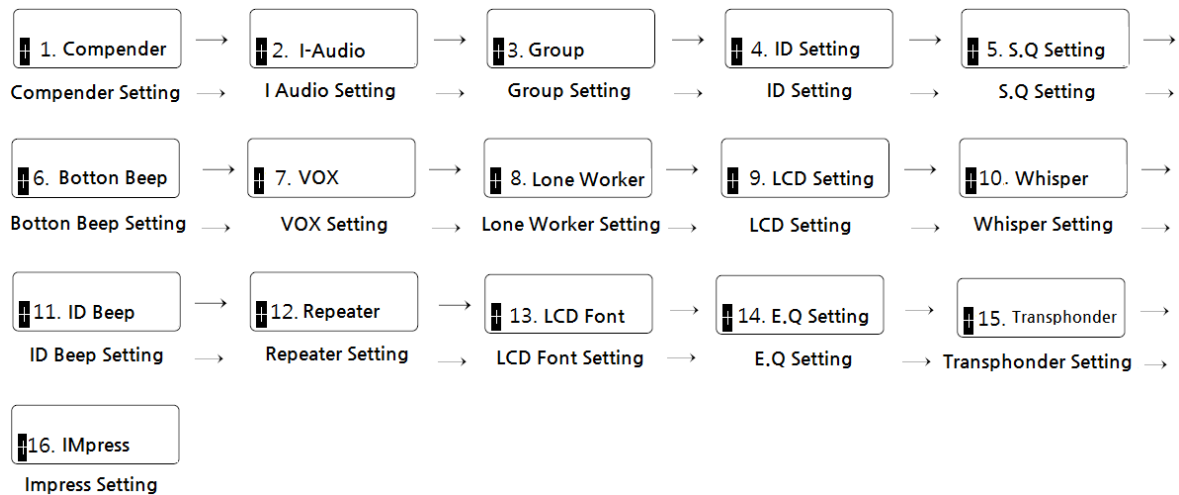 1. Compender
2. I-Audio
3. Group
4. ID Setting
5. S.Q Setting
Compender Setting
I Audio Setting
Group Setting
ID Setting
S.Q Setting
6. Botton Beep
7. VOX
8. Lone Worker
9. LCD Setting
10. Whisper
Botton Beep Setting
VOX Setting
Lone Worker Setting
LCD Setting
Whisper Setting
11. ID Beep
12. Repeater
13. LCD Font
14. E.Q Setting
15. Transphonder
ID Beep Setting
Repeater Setting
LCD Font Setting
E.Q Setting
Transphonder Setting
16. IMpress
Impress Setting